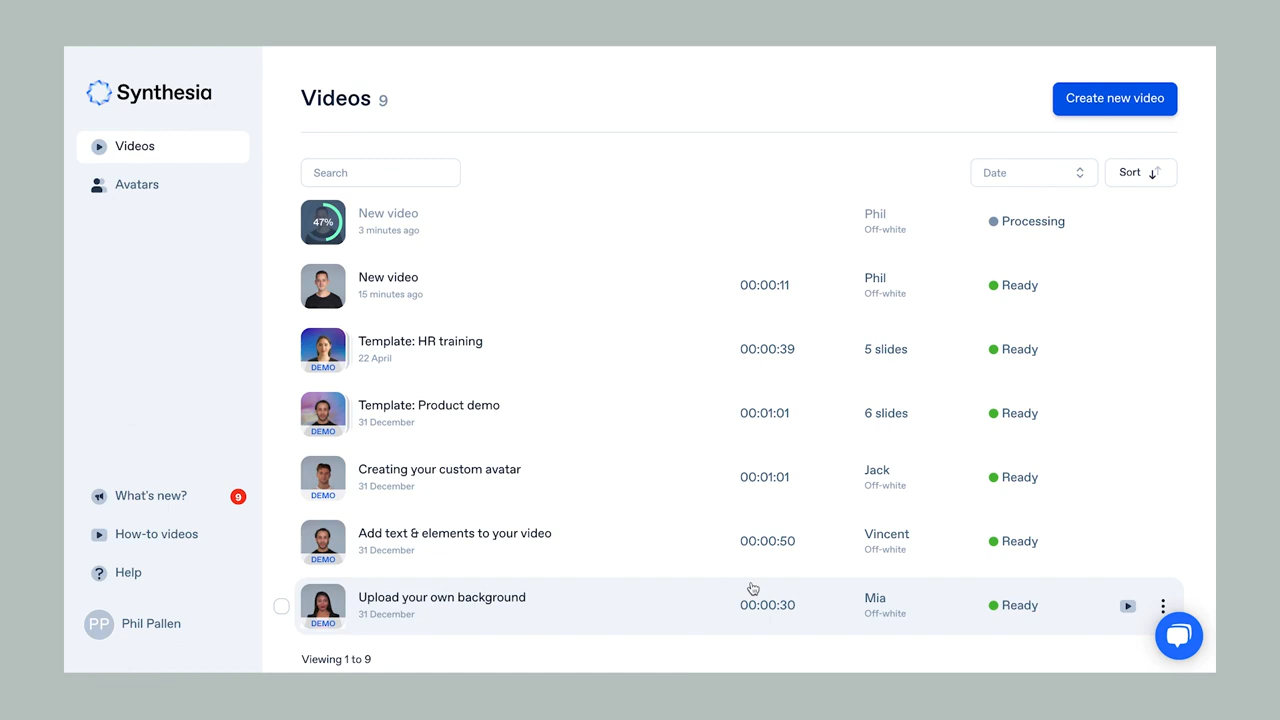 Synthesia
Videos 9
Create new video
Videos
Avatars
Search
Date
Sort
47%
New video
3 minutes ago
Phil
Off-white
Processing
New video
15 minutes ago
00:00:11
Phil
Off-white
Ready
DEMO
Template: HR training
22 April
00:00:39
5 slides
Ready
DEMO
Template: Product demo
31 December
00:01:01
6 slides
Ready
DEMO
Creating your custom avatar
31 December
00:01:01
Jack
Off-white
Ready
DEMO
Add text & elements to your video
31 December
00:00:50
Vincent
Off-white
Ready
DEMO
Upload your own background
31 December
00:00:30
Mia
Off-white
Ready
Viewing 1 to 9
What's new?
9
How-to videos
? Help
PP Phil Pallen